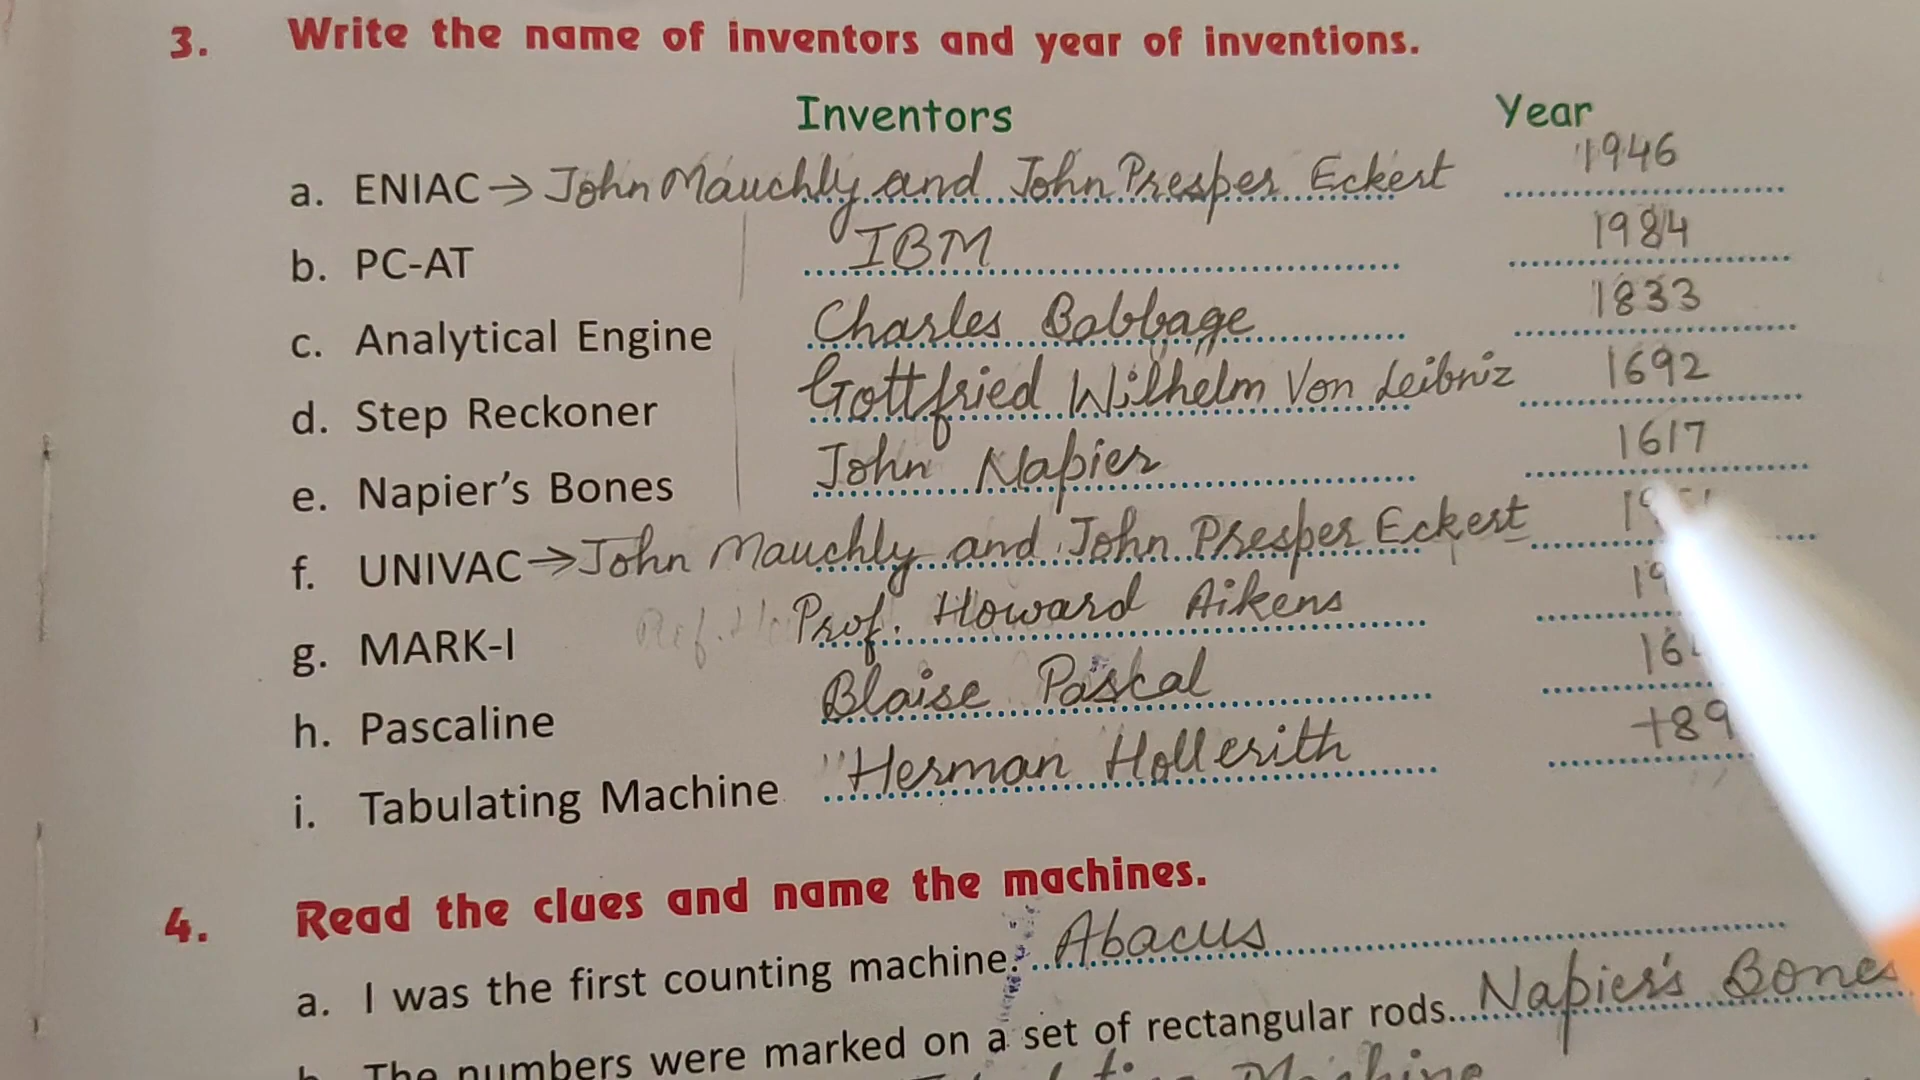 3. Write the name of inventors and year of inventions.
Inventors Year
a. ENIAC → John Mauchly and John Presper Eckert 1946
b. PC-AT IBM 1984
c. Analytical Engine Charles Babbage 1833
d. Step Reckoner Gottfried Wilhelm Von Leibniz 1692
e. Napier's Bones John Napier 1617
f. UNIVAC → John Mauchly and John Presper Eckert
g. MARK-I Prof. Howard Aikens
h. Pascaline Blaise Pascal
i. Tabulating Machine Herman Hollerith
4. Read the clues and name the machines.
a. I was the first counting machine. Abacus
b. The numbers were marked on a set of rectangular rods. Napier's Bones
Machine